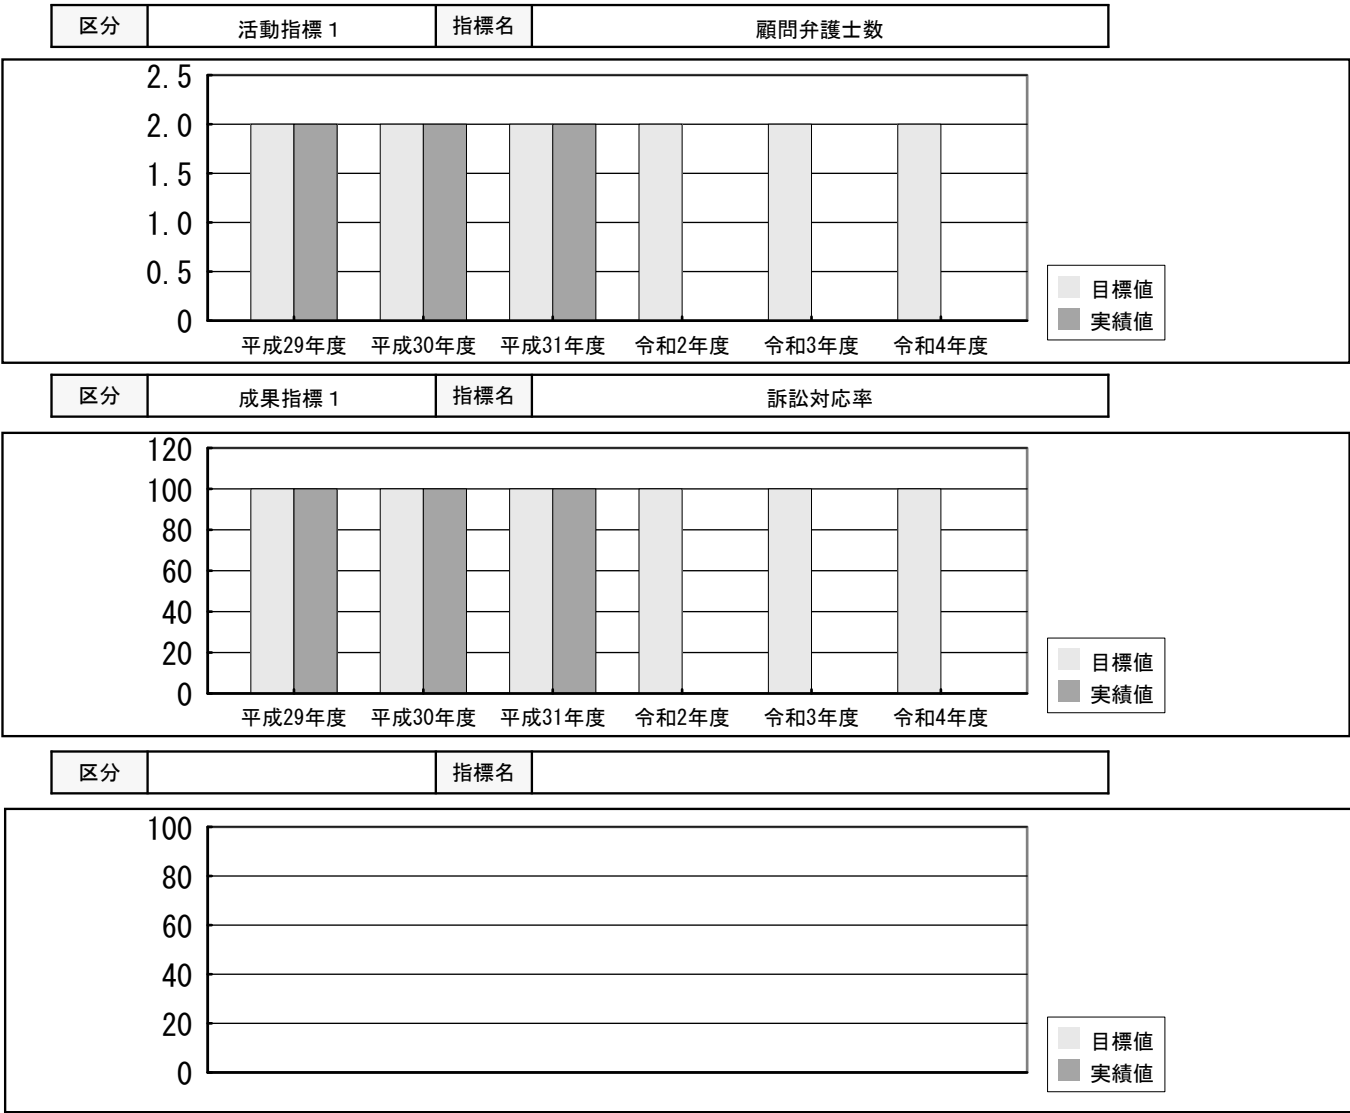 区分 活動指標１ 指標名 顧問弁護士数
2.5
2.0
1.5
1.0
0.5
0
平成29年度 平成30年度 平成31年度 令和2年度 令和3年度 令和4年度
目標値
実績値
区分 成果指標１ 指標名 訴訟対応率
120
100
80
60
40
20
0
平成29年度 平成30年度 平成31年度 令和2年度 令和3年度 令和4年度
目標値
実績値
区分 指標名
100
80
60
40
20
0
目標値
実績値